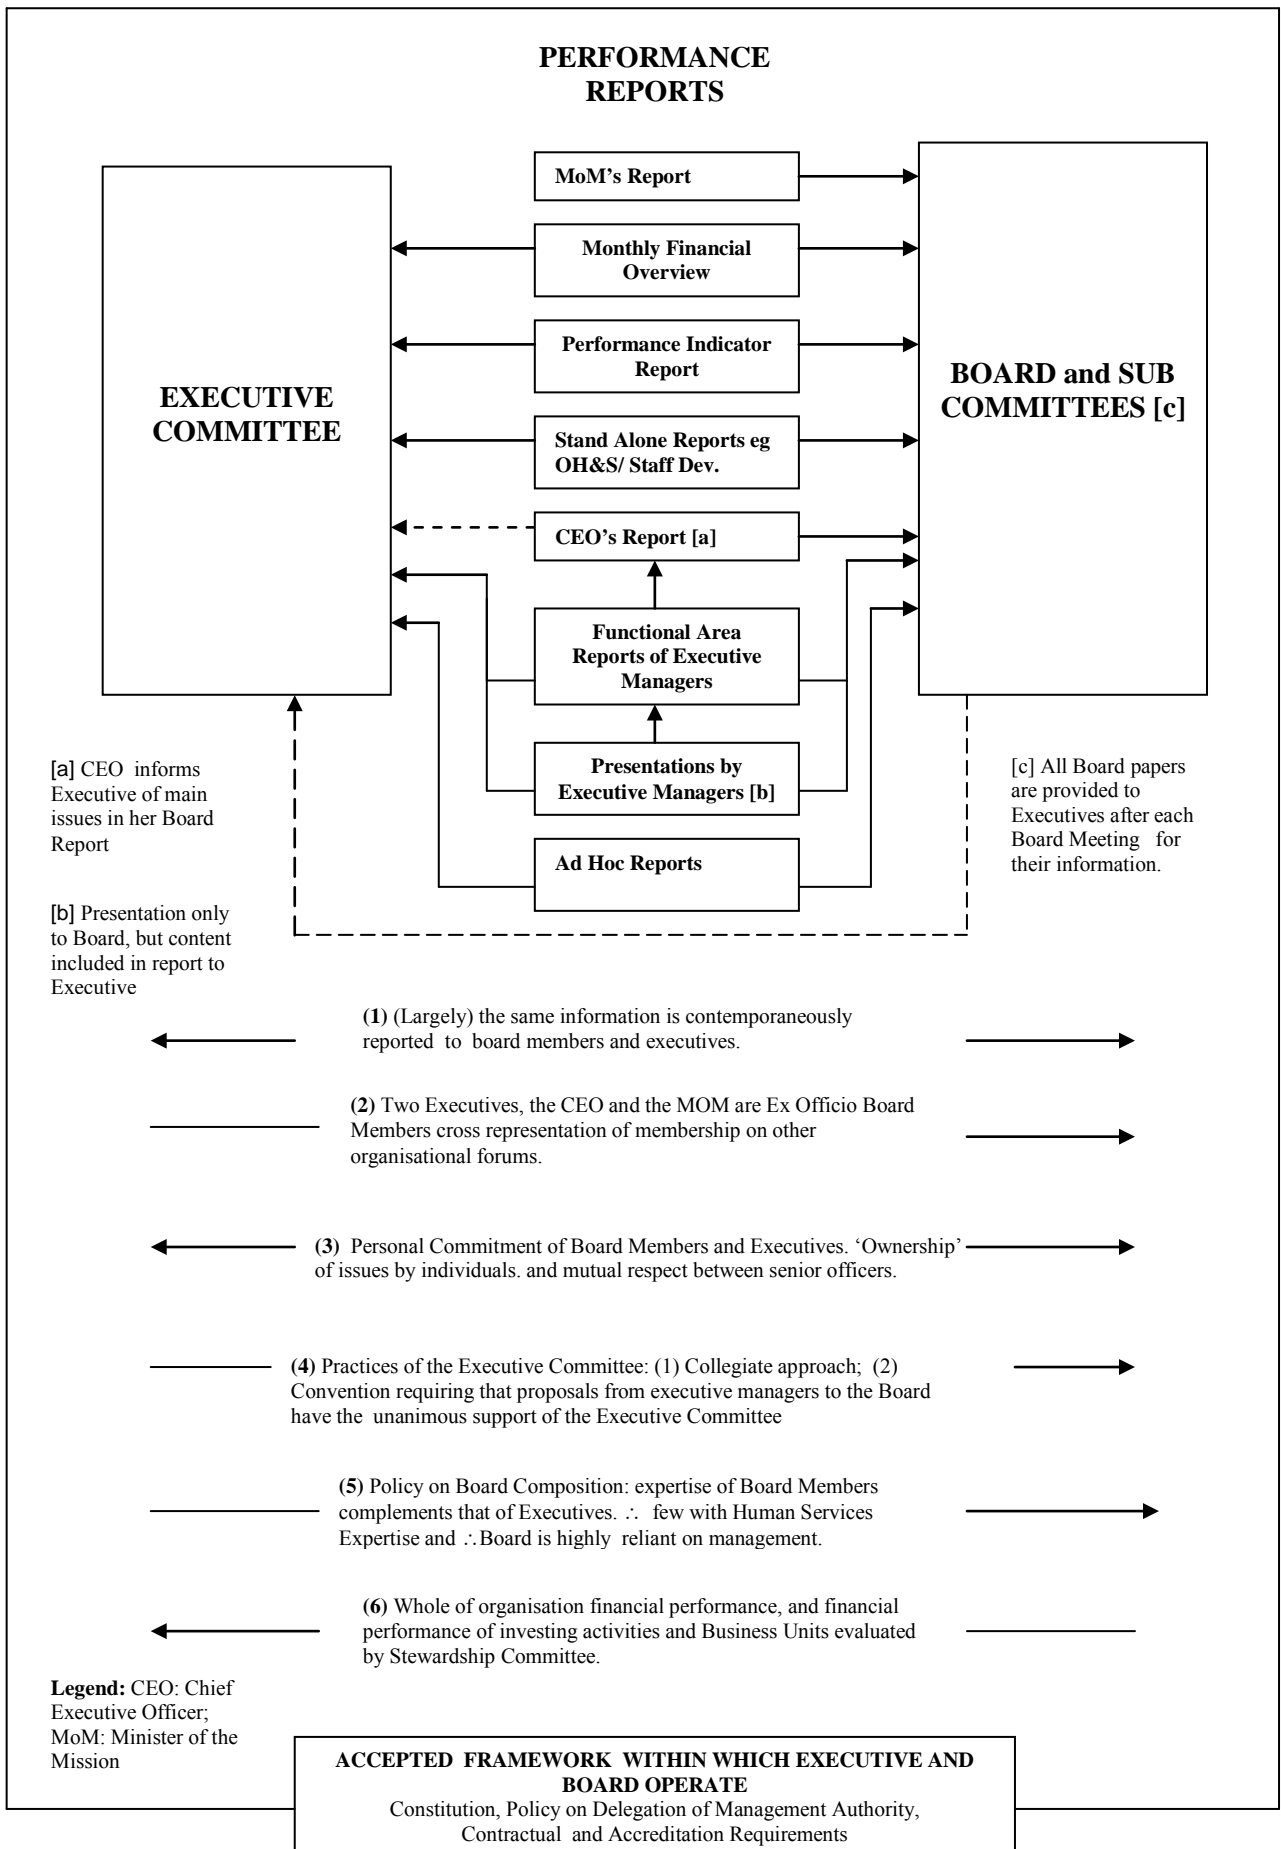 PERFORMANCE
REPORTS
MoM's Report
Monthly Financial
Overview
Performance Indicator
Report
EXECUTIVE
COMMITTEE
BOARD and SUB
COMMITTEES [c]
Stand Alone Reports eg
OH&S/ Staff Dev.
CEO's Report [a]
Functional Area
Reports of Executive
Managers
Presentations by
Executive Managers [b]
Ad Hoc Reports
[a] CEO informs
Executive of main
issues in her Board
Report
[b] Presentation only
to Board, but content
included in report to
Executive
[c] All Board papers
are provided to
Executives after each
Board Meeting for
their information.
(1) (Largely) the same information is contemporaneously
reported to board members and executives.
(2) Two Executives, the CEO and the MOM are Ex Officio Board
Members cross representation of membership on other
organisational forums.
(3) Personal Commitment of Board Members and Executives. ‘Ownership’
of issues by individuals. and mutual respect between senior officers.
(4) Practices of the Executive Committee: (1) Collegiate approach; (2)
Convention requiring that proposals from executive managers to the Board
have the unanimous support of the Executive Committee
(5) Policy on Board Composition: expertise of Board Members
complements that of Executives. ∴ few with Human Services
Expertise and ∴Board is highly reliant on management.
(6) Whole of organisation financial performance, and financial
performance of investing activities and Business Units evaluated
by Stewardship Committee.
Legend: CEO: Chief
Executive Officer;
MoM: Minister of the
Mission
ACCEPTED FRAMEWORK WITHIN WHICH EXECUTIVE AND
BOARD OPERATE
Constitution, Policy on Delegation of Management Authority,
Contractual and Accreditation Requirements